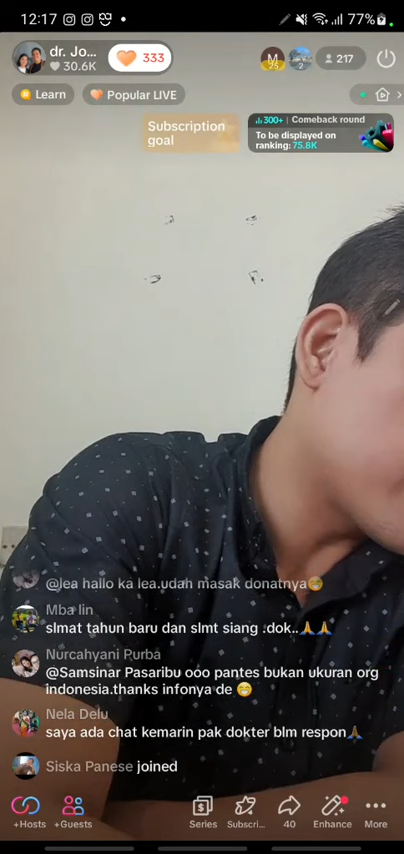 12:17
77%
dr. Jo...
30.6K
333
M
25
2
217
Learn
Popular LIVE
Subscription
goal
300+ | Comeback round
To be displayed on
ranking: 75.8K
@lea hallo ka lea.udah masak donatnya😁
Mba lin
slmat tahun baru dan slmt siang .dok..🙏🙏
Nurcahyani Purba
@Samsinar Pasaribu ooo pantes bukan ukuran org
indonesia.thanks infonya de 😁
Nela Delu
saya ada chat kemarin pak dokter blm respon🙏
Siska Panese joined
+Hosts
+Guests
Series
Subscri...
40
Enhance
More